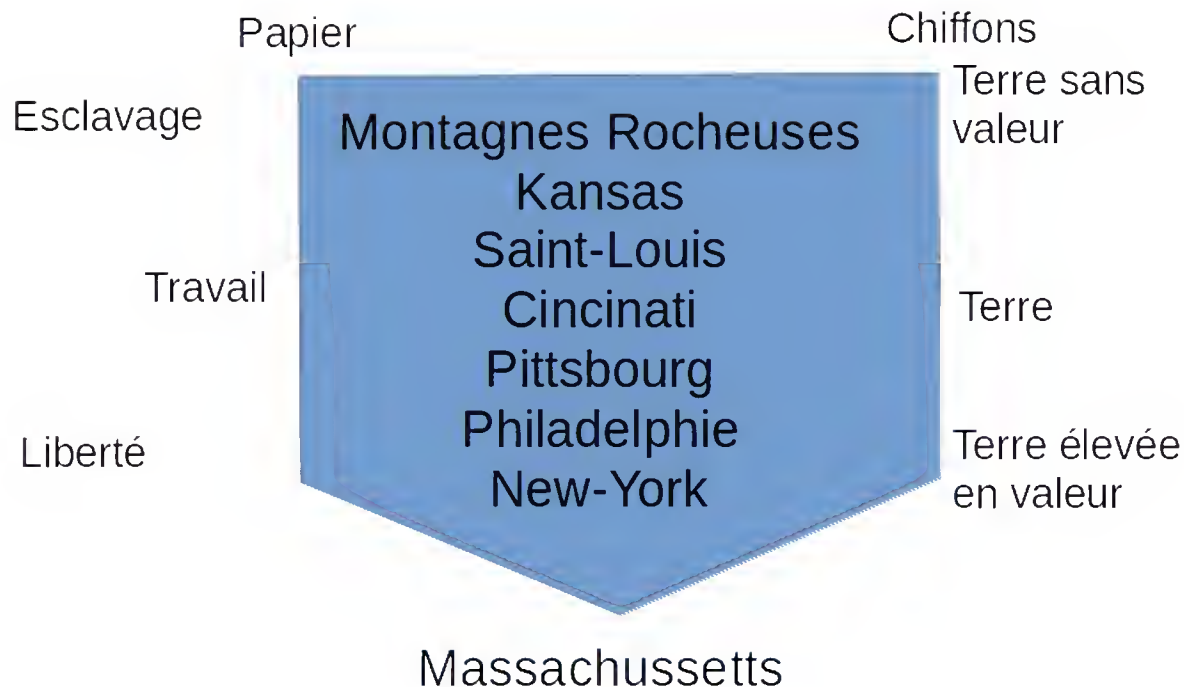 Papier
Chiffons
Esclavage
Terre sans
valeur
Montagnes Rocheuses
Kansas
Saint-Louis
Travail
Cincinati
Terre
Pittsbourg
Philadelphie
Liberté
Terre élevée
en valeur
New-York
Massachussetts